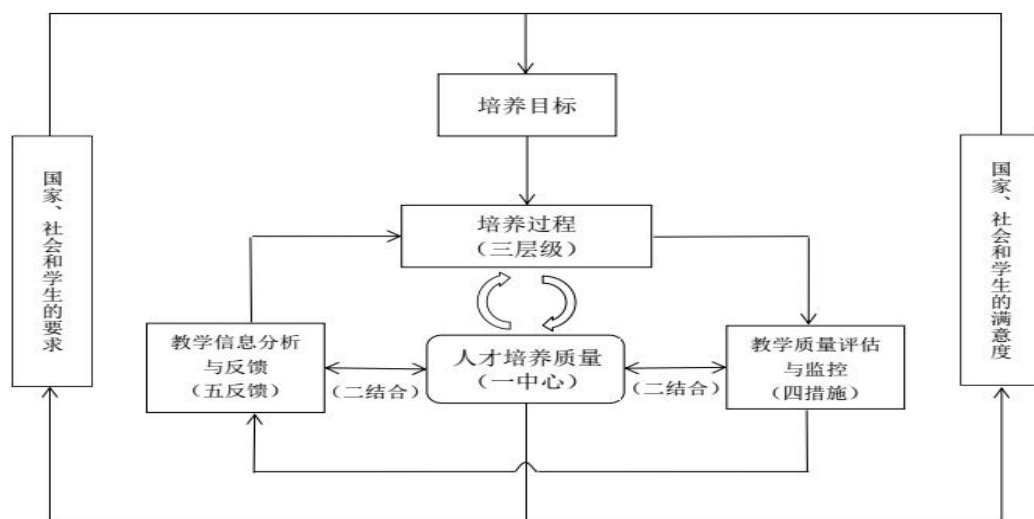 培养目标
国家、社会和学生的要求
国家、社会和学生的满意度
培养过程
（三层级）
教学信息分析
与反馈
（五反馈）
（二结合）
人才培养质量
（一中心）
（二结合）
教学质量评估
与监控
（四措施）